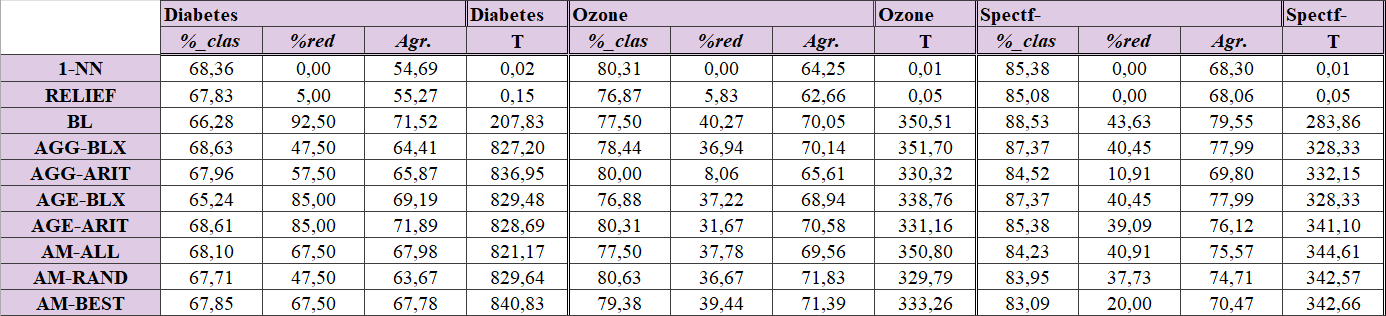 Diabetes Diabetes Ozone Ozone Spectf- Spectf-
%_clas %red Agr. T %_clas %red Agr. T %_clas %red Agr. T
1-NN 68,36 0,00 54,69 0,02 80,31 0,00 64,25 0,01 85,38 0,00 68,30 0,01
RELIEF 67,83 5,00 55,27 0,15 76,87 5,83 62,66 0,05 85,08 0,00 68,06 0,05
BL 66,28 92,50 71,52 207,83 77,50 40,27 70,05 350,51 88,53 43,63 79,55 283,86
AGG-BLX 68,63 47,50 64,41 827,20 78,44 36,94 70,14 351,70 87,37 40,45 77,99 328,33
AGG-ARIT 67,96 57,50 65,87 836,95 80,00 8,06 65,61 330,32 84,52 10,91 69,80 332,15
AGE-BLX 65,24 85,00 69,19 829,48 76,88 37,22 68,94 338,76 87,37 40,45 77,99 328,33
AGE-ARIT 68,61 85,00 71,89 828,69 80,31 31,67 70,58 331,16 85,38 39,09 76,12 341,10
AM-ALL 68,10 67,50 67,98 821,17 77,50 37,78 69,56 350,80 84,23 40,91 75,57 344,61
AM-RAND 67,71 47,50 63,67 829,64 80,63 36,67 71,83 329,79 83,95 37,73 74,71 342,57
AM-BEST 67,85 67,50 67,78 840,83 79,38 39,44 71,39 333,26 83,09 20,00 70,47 342,66